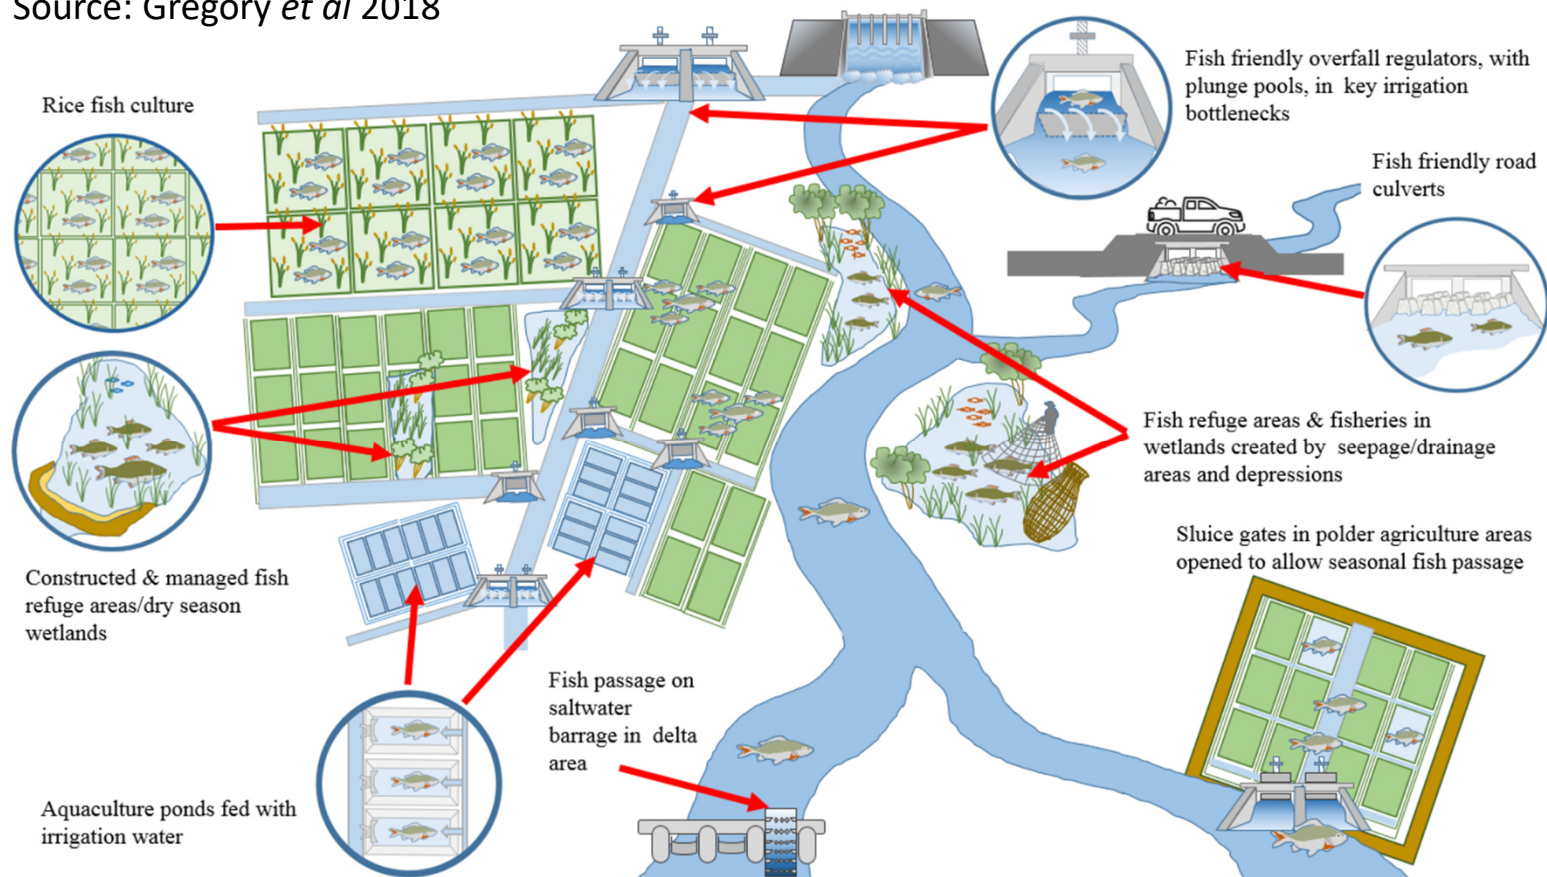 Source: Gregory et al 2018
Rice fish culture
Fish friendly overfall regulators, with
plunge pools, in key irrigation
bottlenecks
Fish friendly road
culverts
Fish refuge areas & fisheries in
wetlands created by seepage/drainage
areas and depressions
Sluice gates in polder agriculture areas
opened to allow seasonal fish passage
Constructed & managed fish
refuge areas/dry season
wetlands
Fish passage on
saltwater
barrage in delta
area
Aquaculture ponds fed with
irrigation water